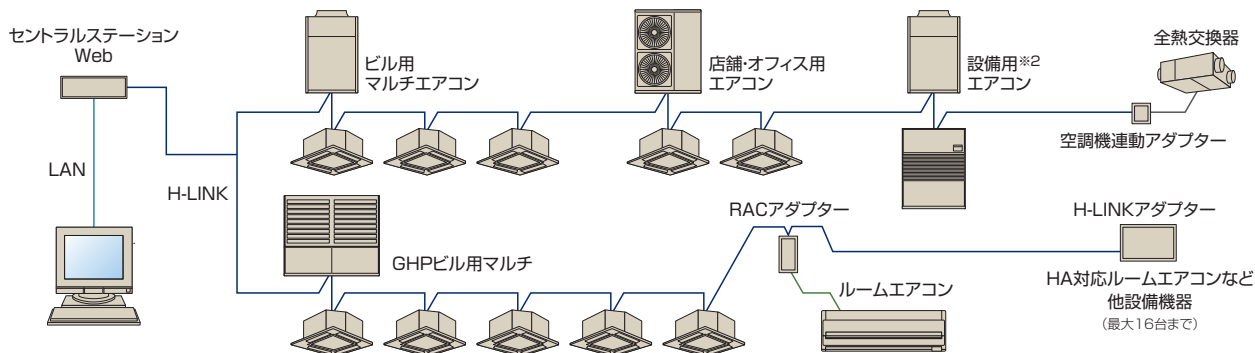 セントラルステーション
Web
LAN
H-LINK
ビル用
マルチエアコン
店舗・オフィス用
エアコン
設備用※2
エアコン
全熱交換器
空調機連動アダプター
GHPビル用マルチ
RACアダプター
ルームエアコン
H-LINKアダプター
HA対応ルームエアコンなど
他設備機器
(最大16台まで)